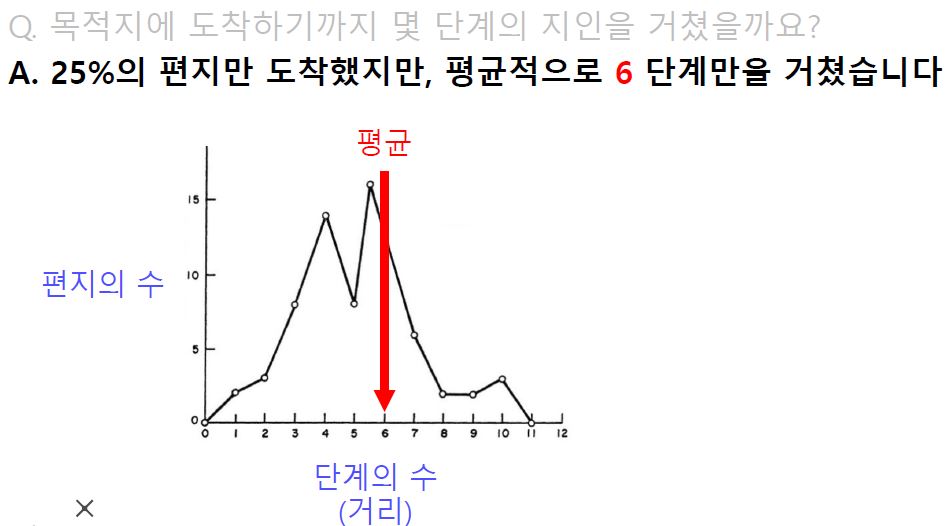 Q. 목적지에 도착하기까지 몇 단계의 지인을 거쳤을까요?
A. 25%의 편지만 도착했지만, 평균적으로 6 단계만을 거쳤습니다
평균
15
편지의 수
10
5
0
0 1 2 3 4 5 6 7 8 9 10 11 12
단계의 수
(거리)